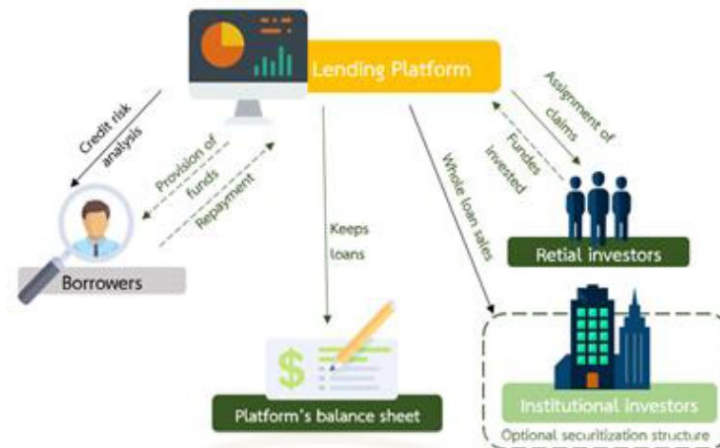 Lending Platform
Credit risk
analysis
Provision of
funds
Repayment
Keeps
loans
Whole loan sales
Assignment of
claims
Fundes
invested
Retial investors
Borrowers
Platform's balance sheet
Institutional investors
Optional securitization structure